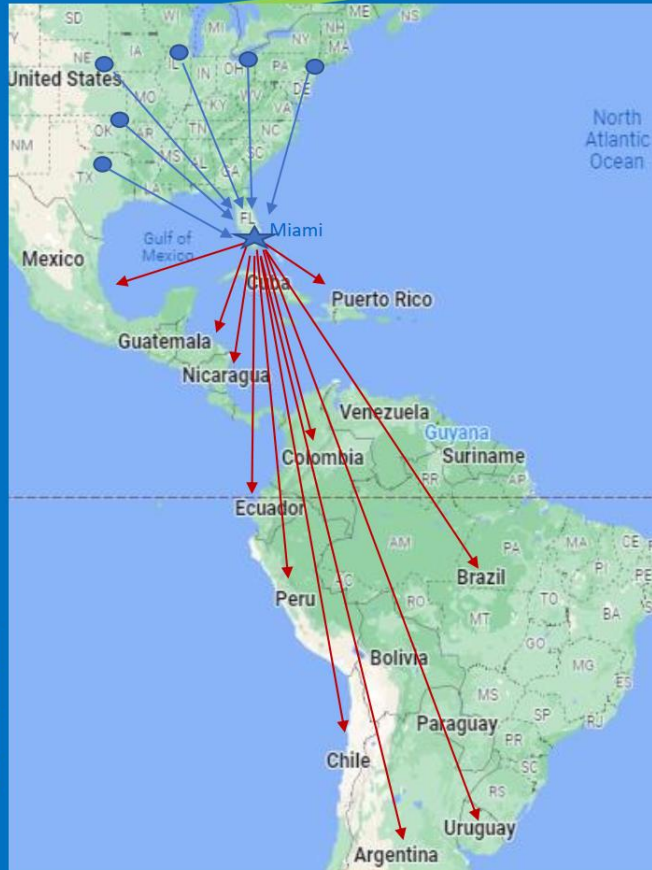 ME
NS
SD
WI
MI
NY
NH
MA
NE
IA
IL
IN
OH
PA
DE
United States
MO
KY
WV
VA
OK
AR
TN
NC
North
Atlantic
Ocean
NM
MS
AL
SC
GA
TX
LA
FL
Miami
Gulf of
Mexico
Mexico
Cuba
Puerto Rico
Guatemala
Nicaragua
Venezuela
Guyana
Colombia
Suriname
RR
AP
Ecuador
AM
PA
MA
CE
PI
PE
AC
Brazil
Peru
RO
TO
BA
MT
GO
Bolivia
MG
ES
MS
SP
RJ
Paraguay
PR
SC
Chile
RS
Uruguay
Argentina